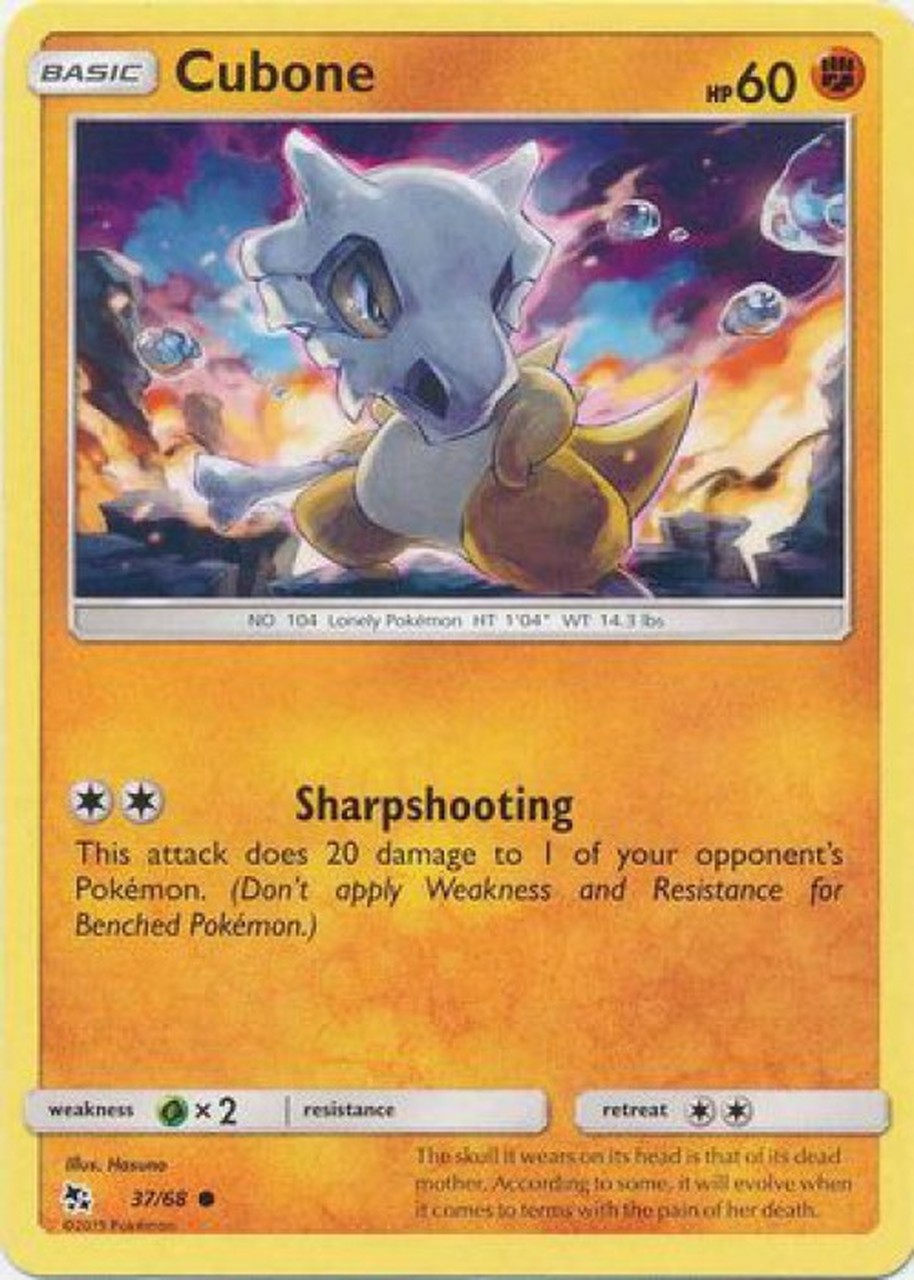 BASIC Cubone HP 60
NO 104 Lonely Pokémon HT 1'04" WT 14.3 lbs
Sharpshooting
This attack does 20 damage to 1 of your opponent's
Pokémon. (Don't apply Weakness and Resistance for
Benched Pokémon.)
weakness × 2 resistance retreat
Illus. Hasuno
37/68
©2019 Pokémon
The skull it wears on its head is that of its dead
mother. According to some, it will evolve when
it comes to terms with the pain of her death.